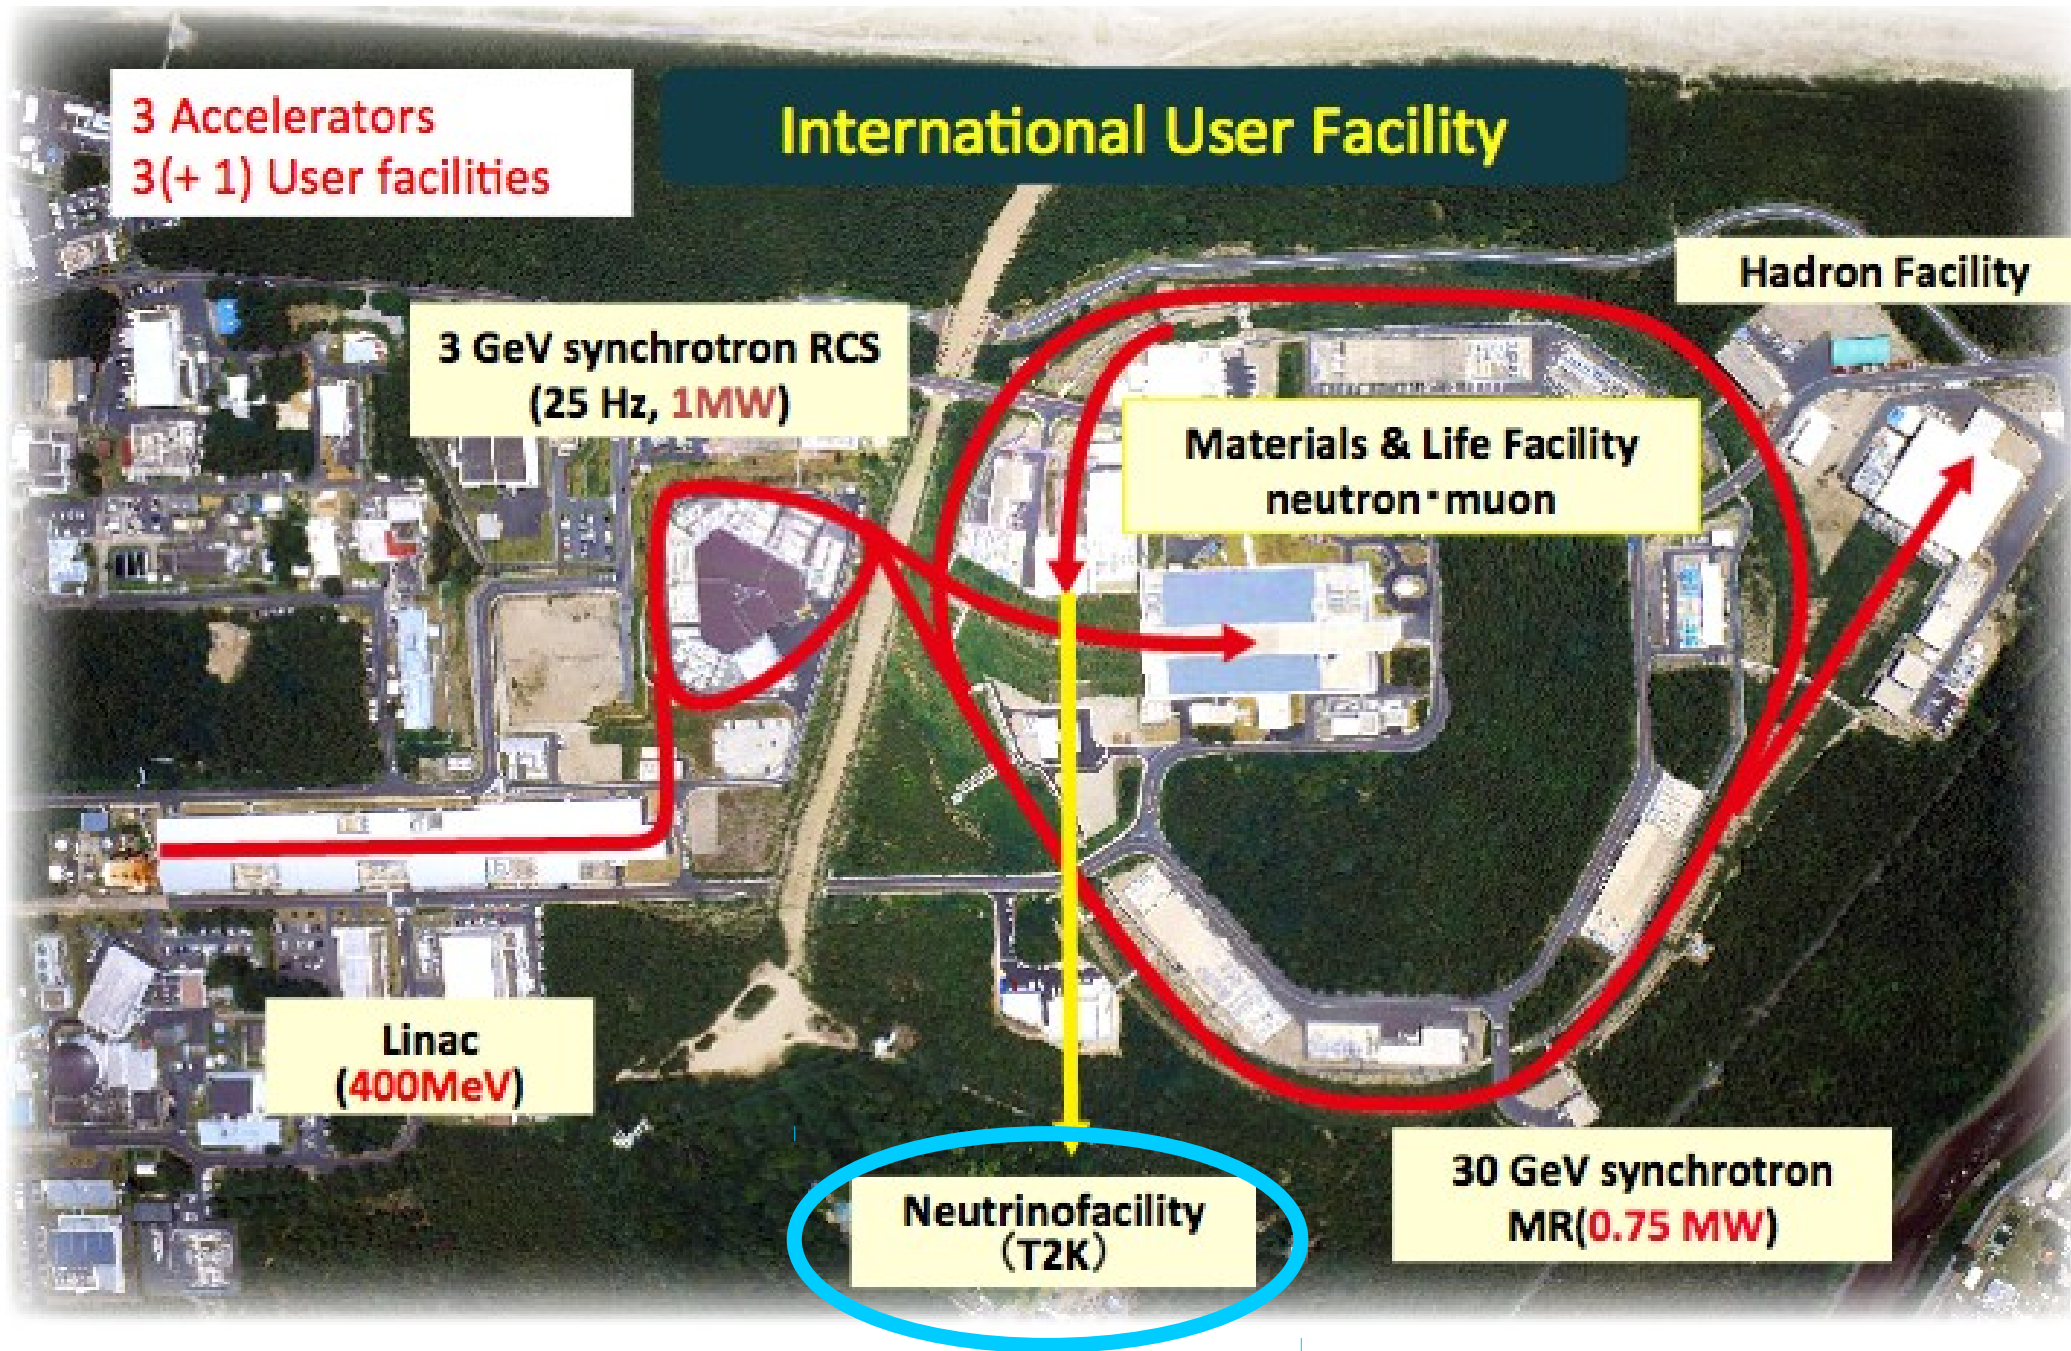 3 Accelerators
3(+ 1) User facilities
International User Facility
Hadron Facility
3 GeV synchrotron RCS
(25 Hz, 1MW)
Materials & Life Facility
neutron・muon
Linac
(400MeV)
Neutrinofacility
（T2K）
30 GeV synchrotron
MR(0.75 MW)